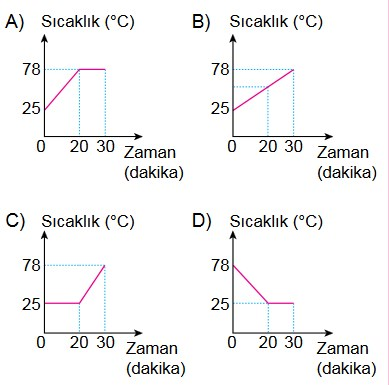 A) Sıcaklık (°C)
78
25
0 20 30 Zaman
(dakika)
B) Sıcaklık (°C)
78
25
0 20 30 Zaman
(dakika)
C) Sıcaklık (°C)
78
25
0 20 30 Zaman
(dakika)
D) Sıcaklık (°C)
78
25
0 20 30 Zaman
(dakika)